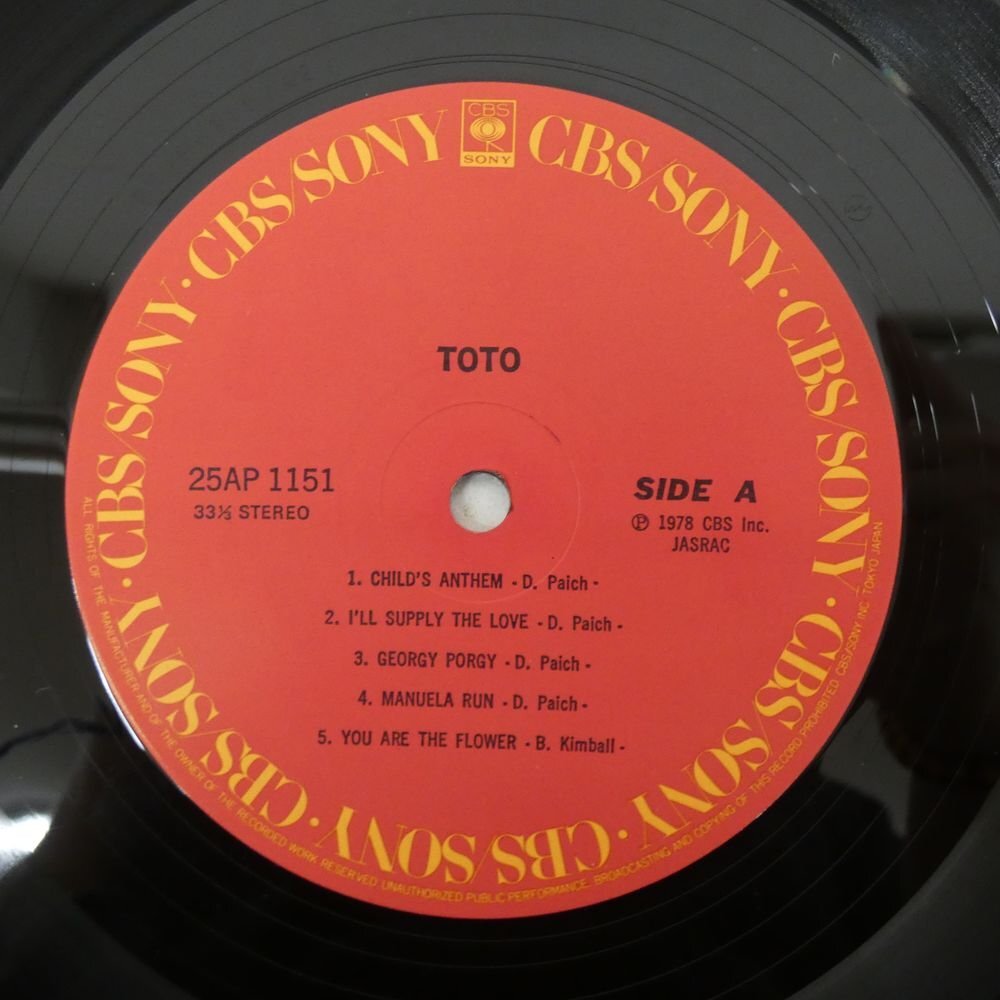 CBS
SONY
CBS/SONY · CBS/SONY · CBS/SONY · CBS/SONY · CBS/SONY · CBS/SONY · CBS/SONY · CBS/SONY · CBS/SONY · CBS/SONY
TOTO
25AP 1151
33⅓ STEREO
SIDE A
℗ 1978 CBS Inc.
JASRAC
1. CHILD'S ANTHEM - D. Paich -
2. I'LL SUPPLY THE LOVE - D. Paich -
3. GEORGY PORGY - D. Paich -
4. MANUELA RUN - D. Paich -
5. YOU ARE THE FLOWER - B. Kimball -
ALL RIGHTS OF THE MANUFACTURER AND OF THE OWNER OF THE RECORDED WORK RESERVED. UNAUTHORIZED PUBLIC PERFORMANCE, BROADCASTING AND COPYING OF THIS RECORD PROHIBITED. CBS/SONY INC. TOKYO JAPAN